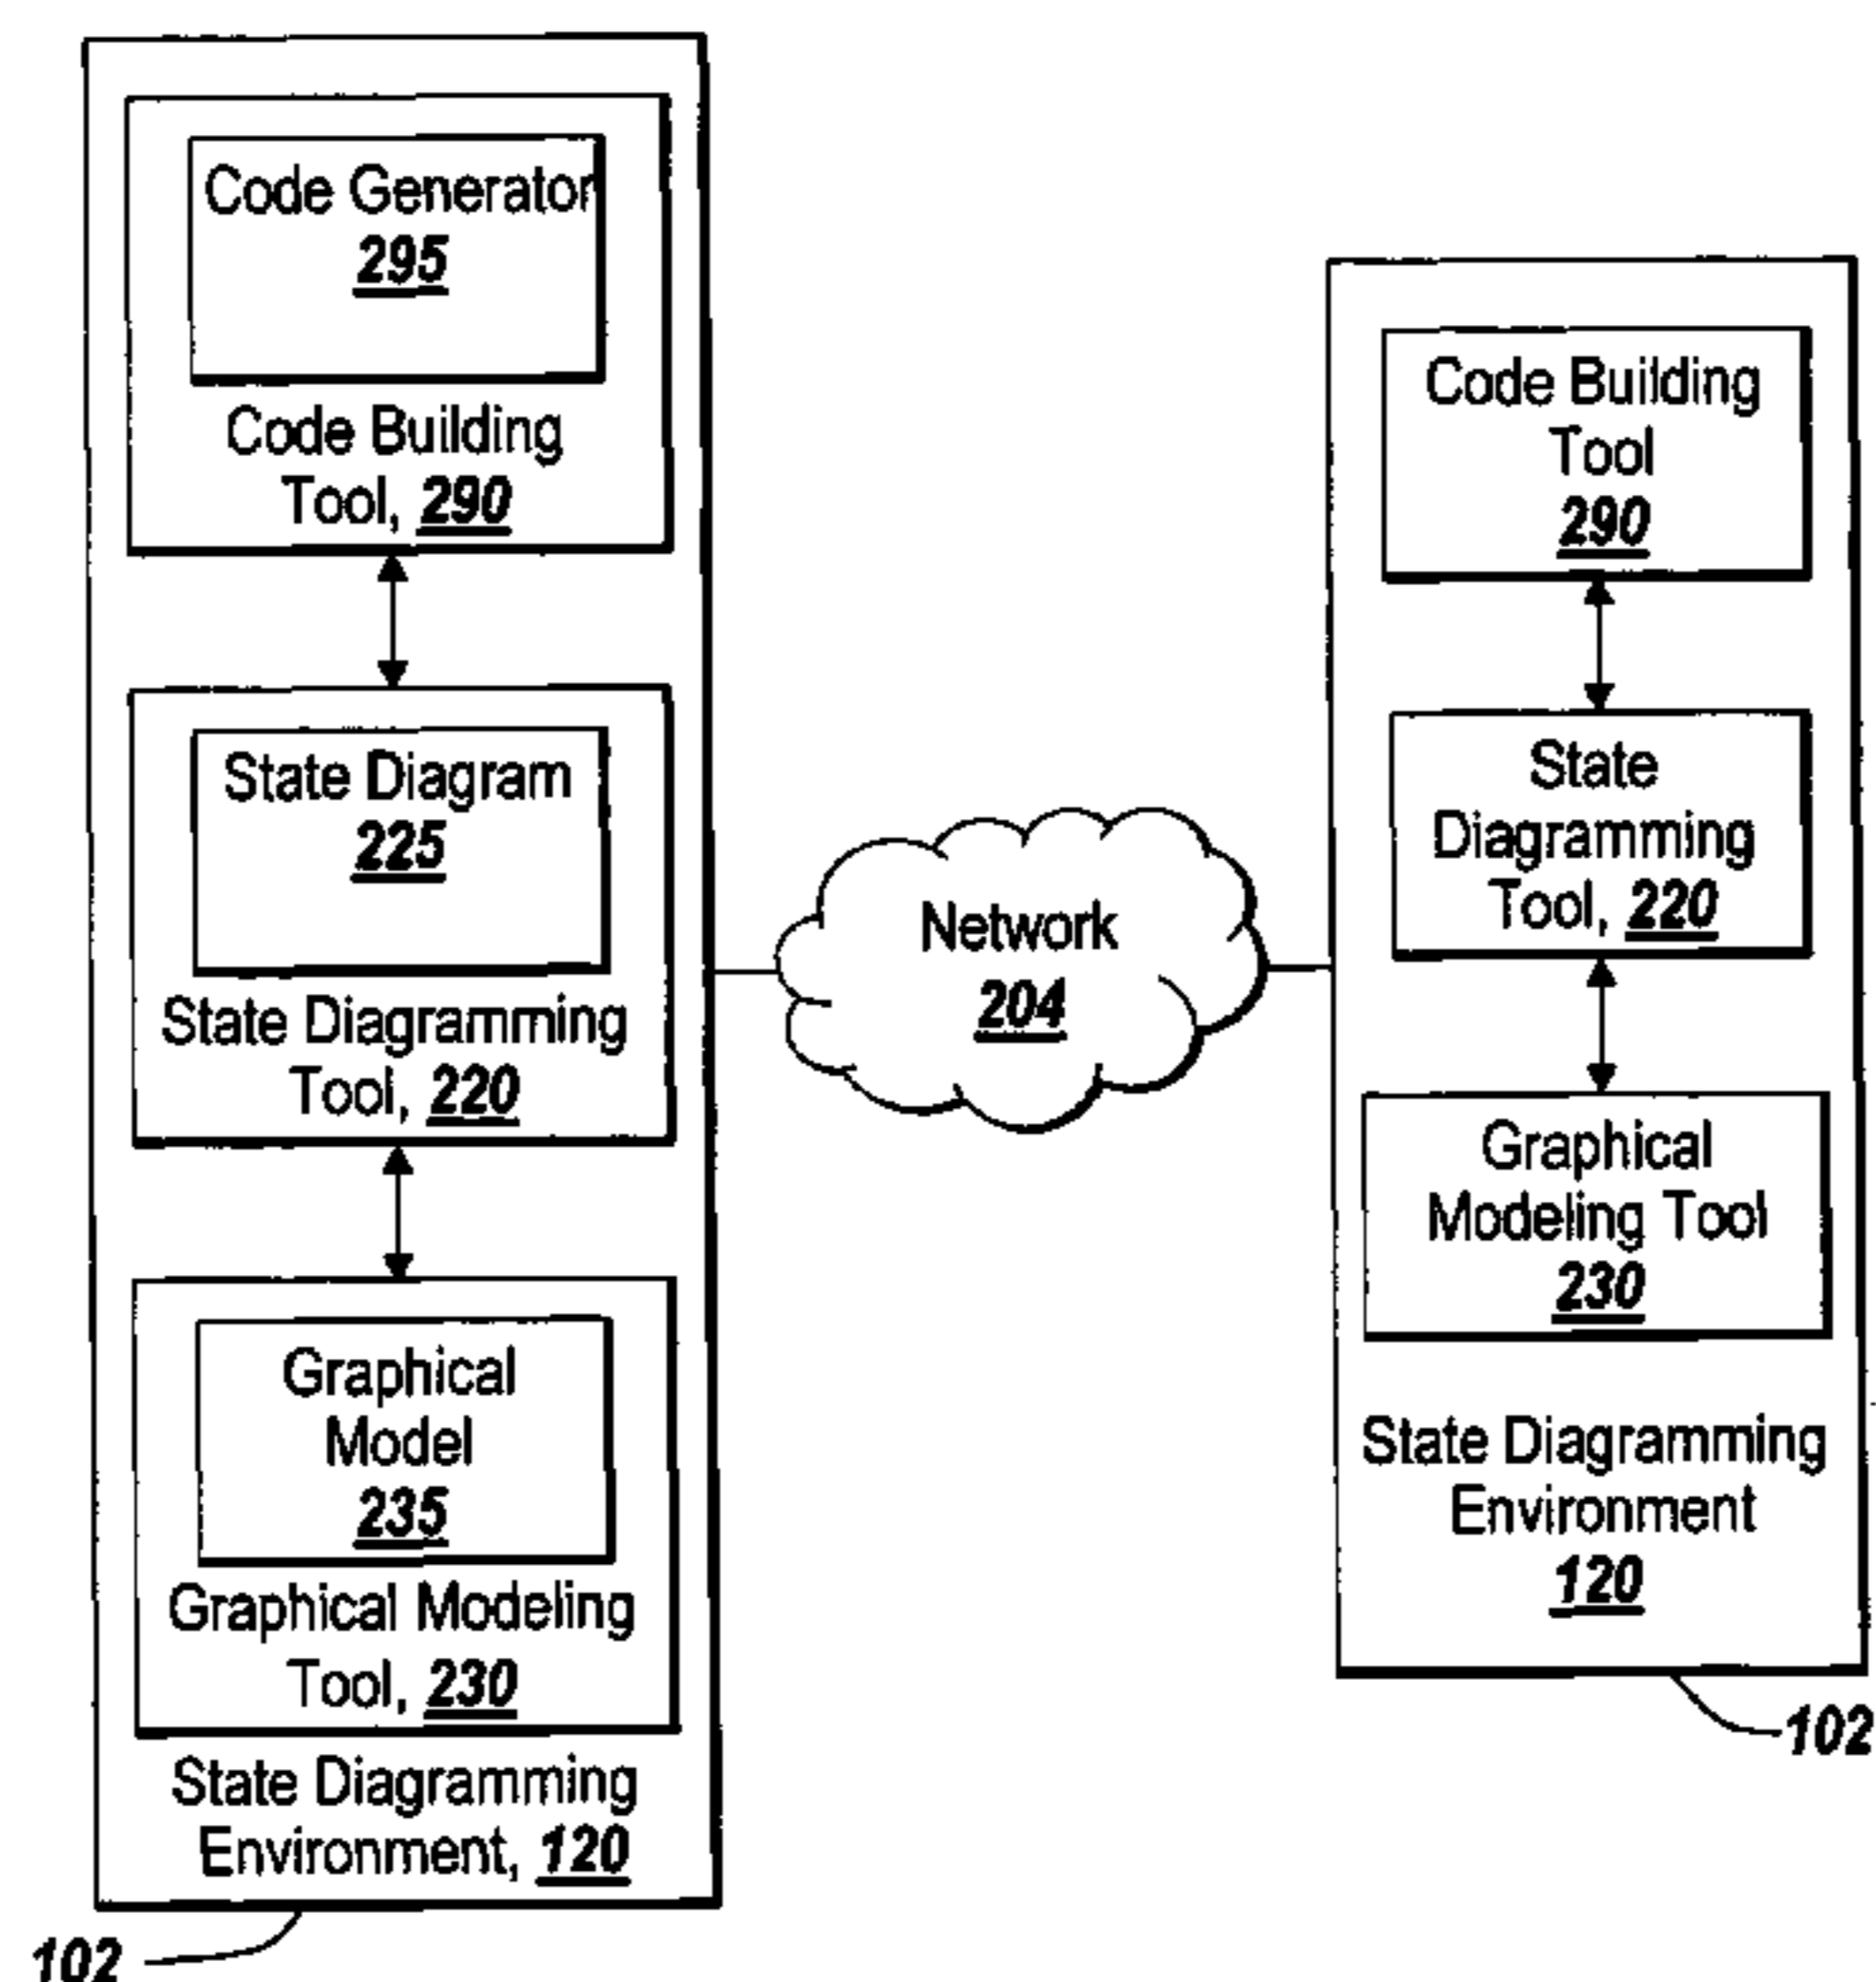 Code Generator
295
Code Building
Tool, 290
State Diagram
225
State Diagramming
Tool, 220
Graphical
Model
235
Graphical Modeling
Tool, 230
State Diagramming
Environment, 120
102
Network
204
Code Building
Tool
290
State
Diagramming
Tool, 220
Graphical
Modeling Tool
230
State Diagramming
Environment
120
102